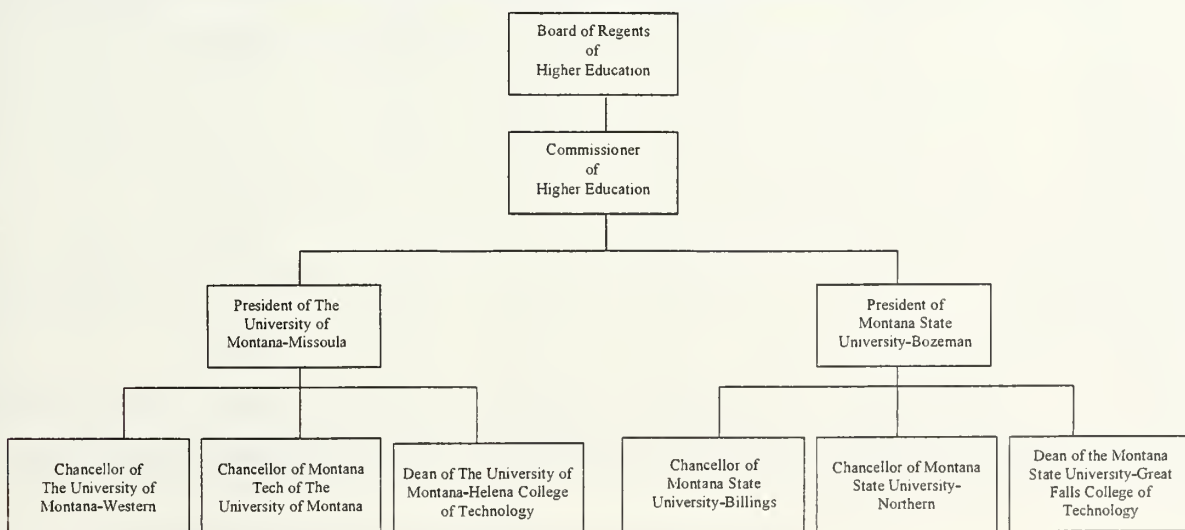 Board of Regents
of
Higher Education
Commissioner
of
Higher Education
President of The
University of
Montana-Missoula
President of
Montana State
University-Bozeman
Chancellor of
The University of
Montana-Western
Chancellor of Montana
Tech of The
University of Montana
Dean of The University of
Montana-Helena College
of Technology
Chancellor of
Montana State
University-Billings
Chancellor of Montana
State University-
Northern
Dean of the Montana
State University-Great
Falls College of
Technology